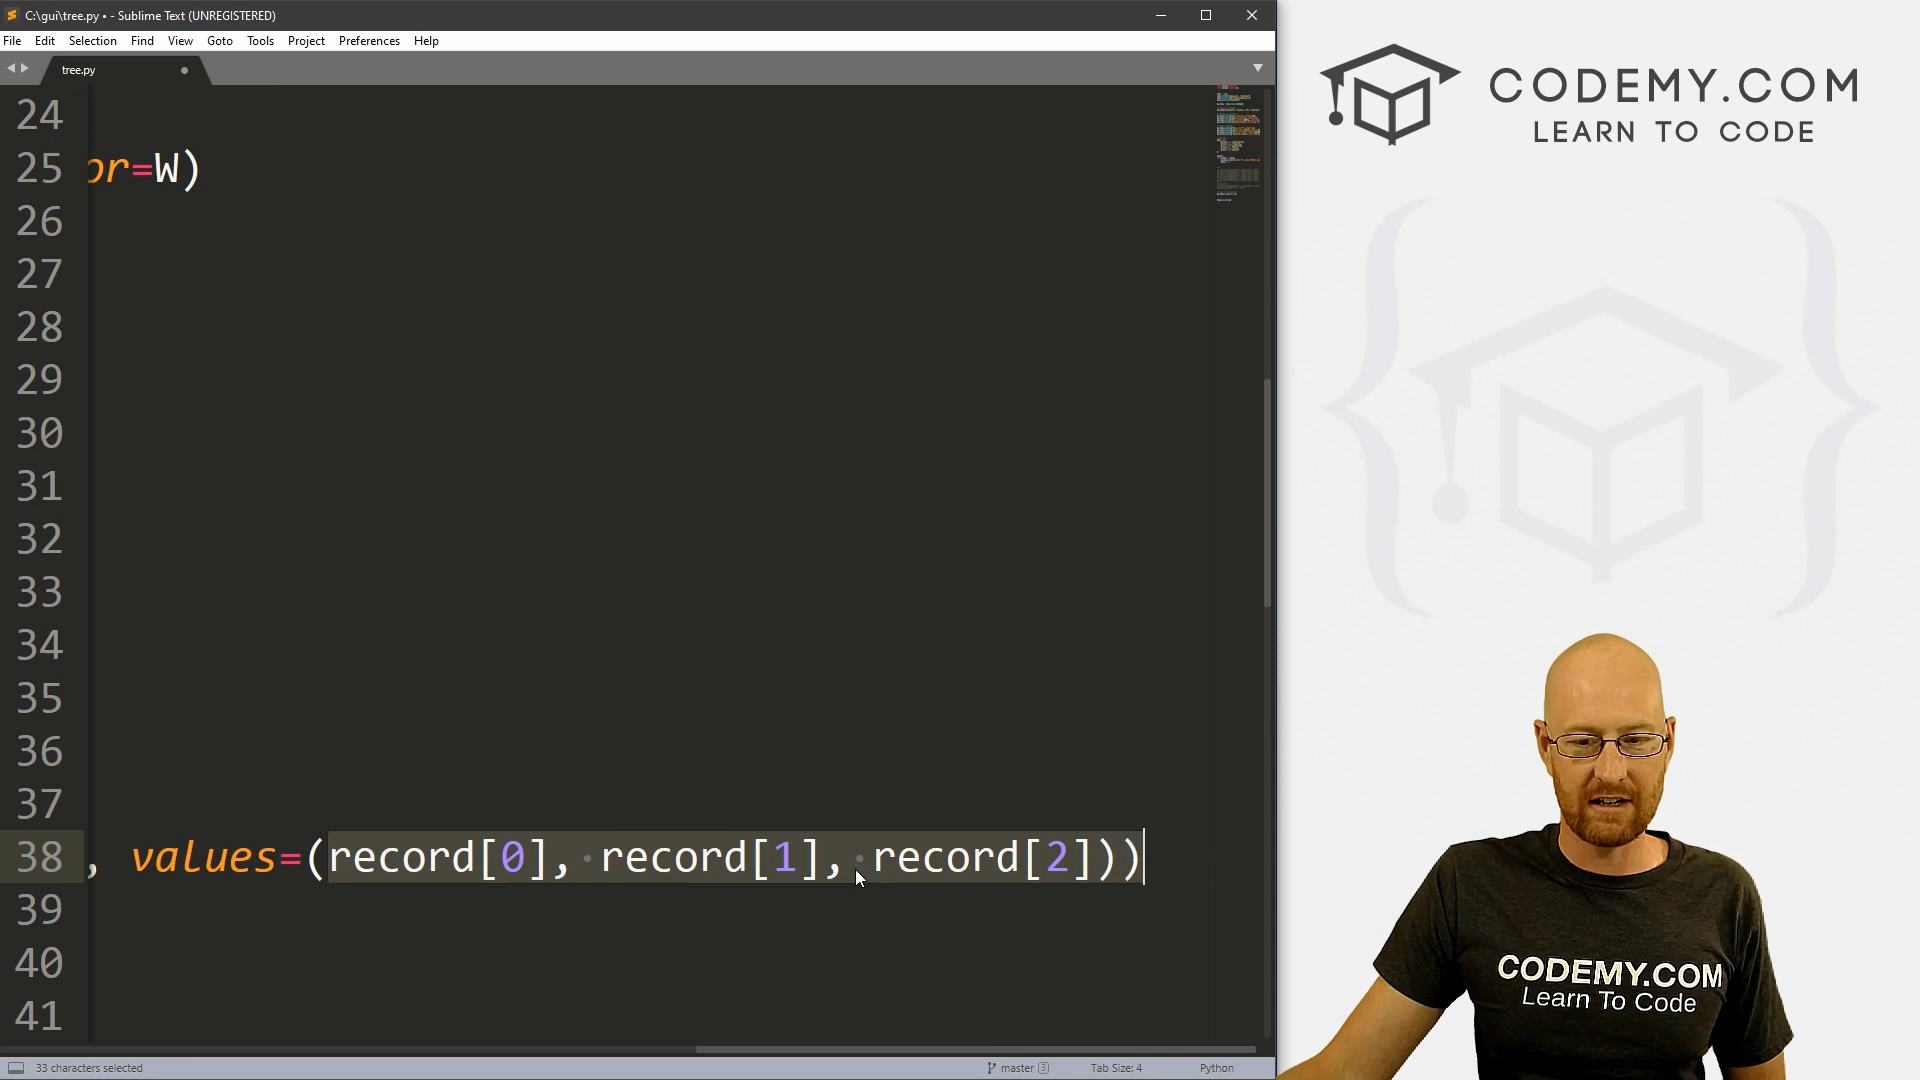 C:\gui\tree.py • - Sublime Text (UNREGISTERED)
File Edit Selection Find View Goto Tools Project Preferences Help
tree.py
24
25 or=W)
26
27
28
29
30
31
32
33
34
35
36
37
38 , values=(record[0], record[1], record[2]))
39
40
41
33 characters selected
master 3
Tab Size: 4
Python
CODEMY.COM
LEARN TO CODE
CODEMY.COM
Learn To Code